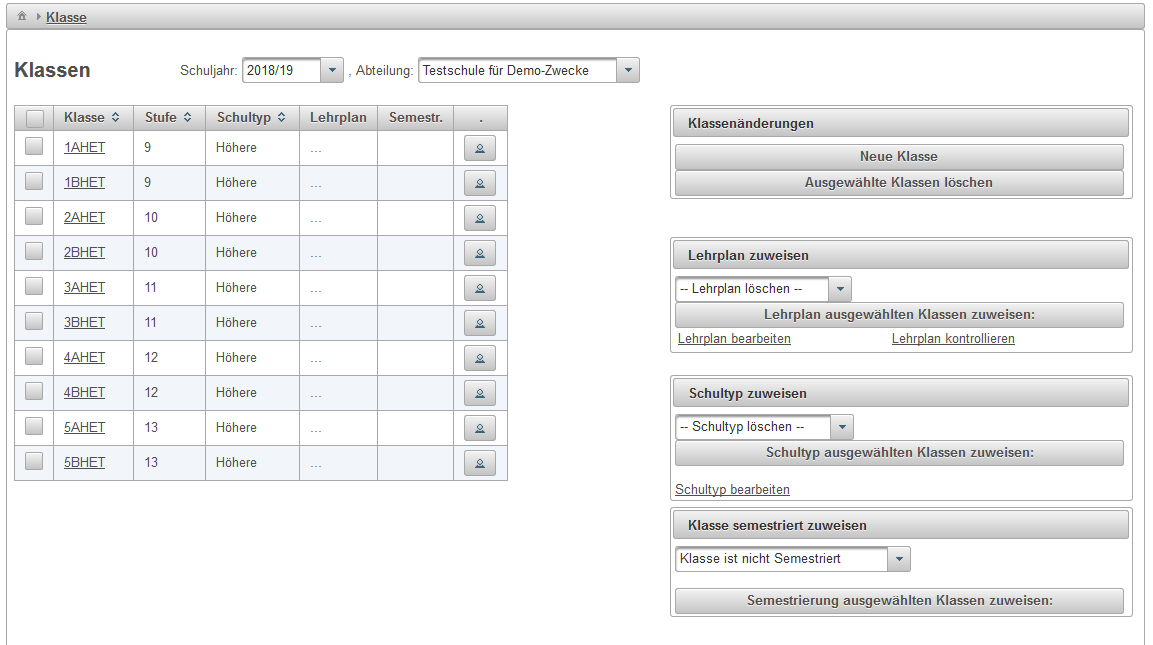 Klasse
Klassen
Schuljahr: 2018/19 , Abteilung: Testschule für Demo-Zwecke
Klasse Stufe Schultyp Lehrplan Semestr. .
1AHET 9 Höhere ...
1BHET 9 Höhere ...
2AHET 10 Höhere ...
2BHET 10 Höhere ...
3AHET 11 Höhere ...
3BHET 11 Höhere ...
4AHET 12 Höhere ...
4BHET 12 Höhere ...
5AHET 13 Höhere ...
5BHET 13 Höhere ...
Klassenänderungen
Neue Klasse
Ausgewählte Klassen löschen
Lehrplan zuweisen
-- Lehrplan löschen --
Lehrplan ausgewählten Klassen zuweisen:
Lehrplan bearbeiten Lehrplan kontrollieren
Schultyp zuweisen
-- Schultyp löschen --
Schultyp ausgewählten Klassen zuweisen:
Schultyp bearbeiten
Klasse semestriert zuweisen
Klasse ist nicht Semestriert
Semestrierung ausgewählten Klassen zuweisen: